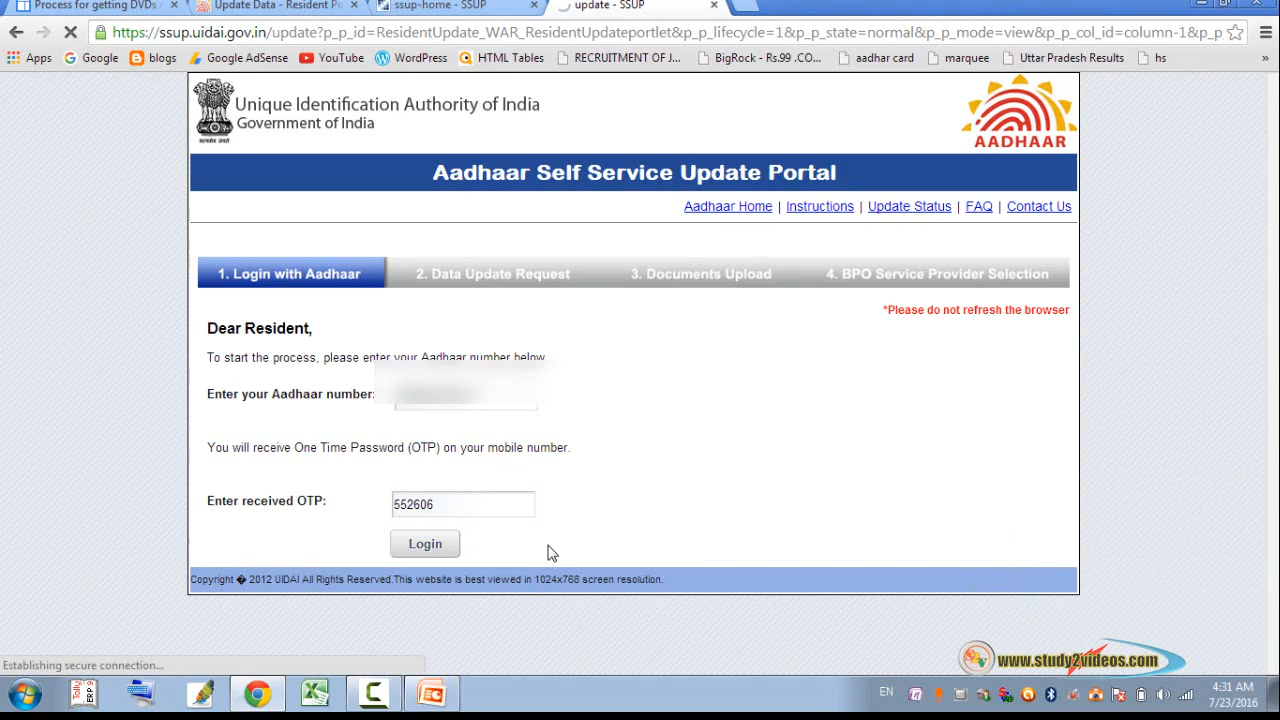 Process for getting DVDs /
Update Data - Resident Po
ssup-home - SSUP
update - SSUP
https://ssup.uidai.gov.in/update?p_p_id=ResidentUpdate_WAR_ResidentUpdateportlet&p_p_lifecycle=1&p_p_state=normal&p_p_mode=view&p_p_col_id=column-1&p_p
Apps Google blogs Google AdSense YouTube WordPress HTML Tables RECRUITMENT OF J... BigRock - Rs.99 .CO... aadhar card marquee Uttar Pradesh Results hs »
Unique Identification Authority of India
Government of India
सत्यमेव जयते
AADHAAR
Aadhaar Self Service Update Portal
Aadhaar Home | Instructions | Update Status | FAQ | Contact Us
1. Login with Aadhaar 2. Data Update Request 3. Documents Upload 4. BPO Service Provider Selection
*Please do not refresh the browser
Dear Resident,
To start the process, please enter your Aadhaar number below
Enter your Aadhaar number:
You will receive One Time Password (OTP) on your mobile number.
Enter received OTP: 552606
Login
Copyright � 2012 UIDAI All Rights Reserved.This website is best viewed in 1024x768 screen resolution.
Establishing secure connection...
www.study2videos.com
EN
4:31 AM
7/23/2016